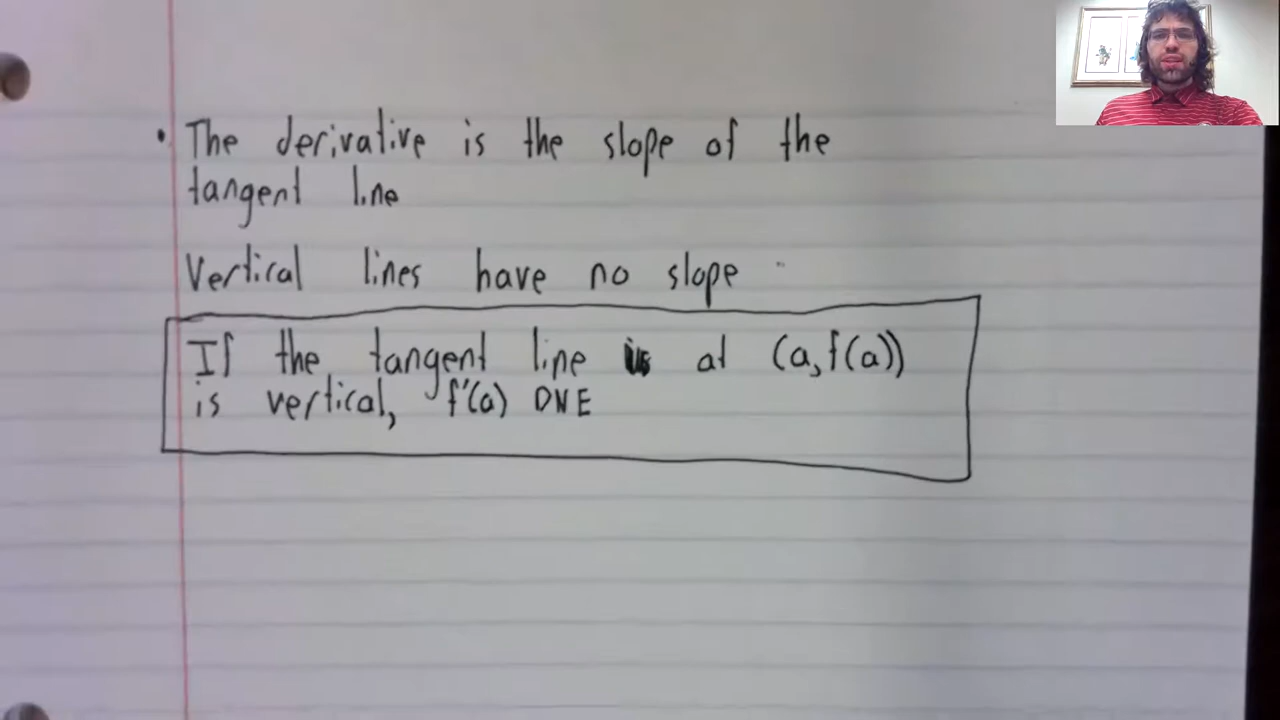 • The derivative is the slope of the
tangent line
Vertical lines have no slope
If the tangent line at (a, f(a))
is vertical, f'(a) DNE